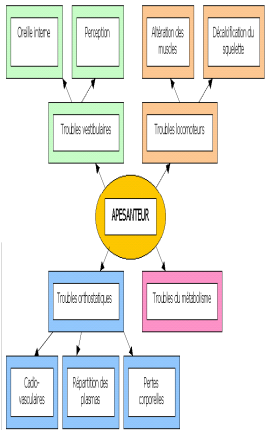 Oreille interne
Perception
Altération des
muscles
Décalcification du
squelette
Troubles vestibulaires
Troubles locomoteurs
APESANTEUR
Troubles orthostatiques
Troubles du métabolisme
Cadio-
vasculaires
Répartition des
plasmas
Pertes
corporelles